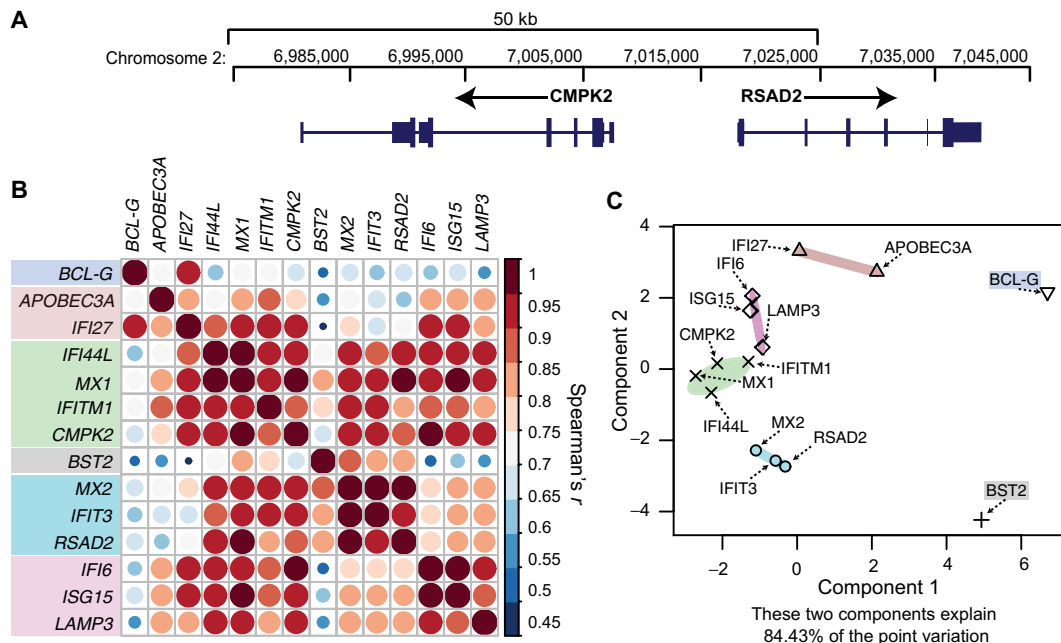 A
50 kb
Chromosome 2:
6,985,000 6,995,000 7,005,000 7,015,000 7,025,000 7,035,000 7,045,000
CMPK2 RSAD2
B
BCL-G APOBEC3A IFI27 IFI44L MX1 IFITM1 CMPK2 BST2 MX2 IFIT3 RSAD2 IFI6 ISG15 LAMP3
BCL-G
APOBEC3A
IFI27
IFI44L
MX1
IFITM1
CMPK2
BST2
MX2
IFIT3
RSAD2
IFI6
ISG15
LAMP3
1
0.95
0.9
0.85
0.8
0.75
0.7
0.65
0.6
0.55
0.5
0.45
Spearman's r
C
Component 2
4
2
0
−2
−4
IFI27
APOBEC3A
IFI6
BCL-G
ISG15
LAMP3
CMPK2
IFITM1
MX1
IFI44L
MX2
RSAD2
IFIT3
BST2
−2 0 2 4 6
Component 1
These two components explain
84.43% of the point variation